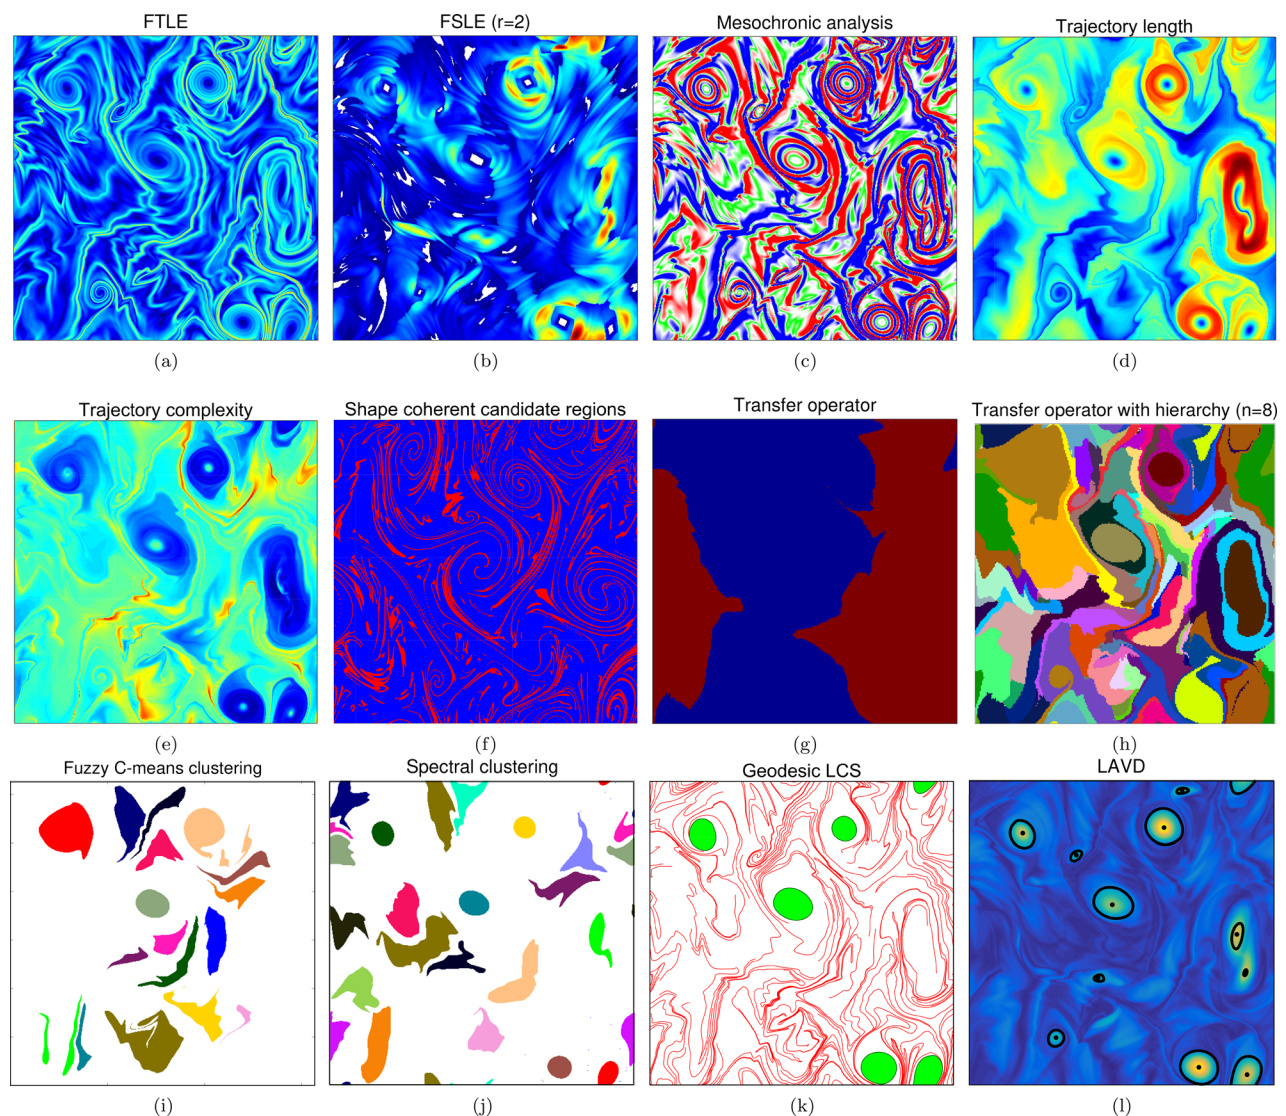 FTLE
FSLE (r=2)
Mesochronic analysis
Trajectory length
(a)
(b)
(c)
(d)
Trajectory complexity
Shape coherent candidate regions
Transfer operator
Transfer operator with hierarchy (n=8)
(e)
(f)
(g)
(h)
Fuzzy C-means clustering
Spectral clustering
Geodesic LCS
LAVD
(i)
(j)
(k)
(l)